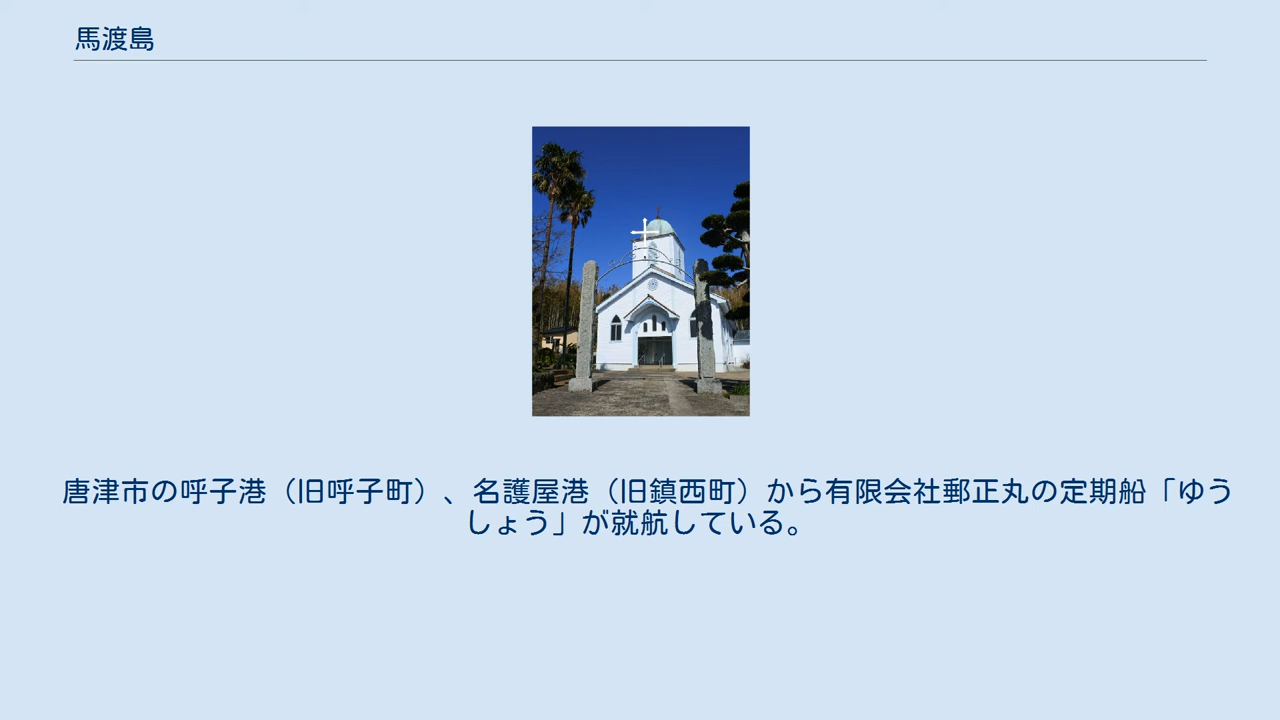 馬渡島
唐津市の呼子港（旧呼子町）、名護屋港（旧鎮西町）から有限会社郵正丸の定期船「ゆう
しょう」が就航している。